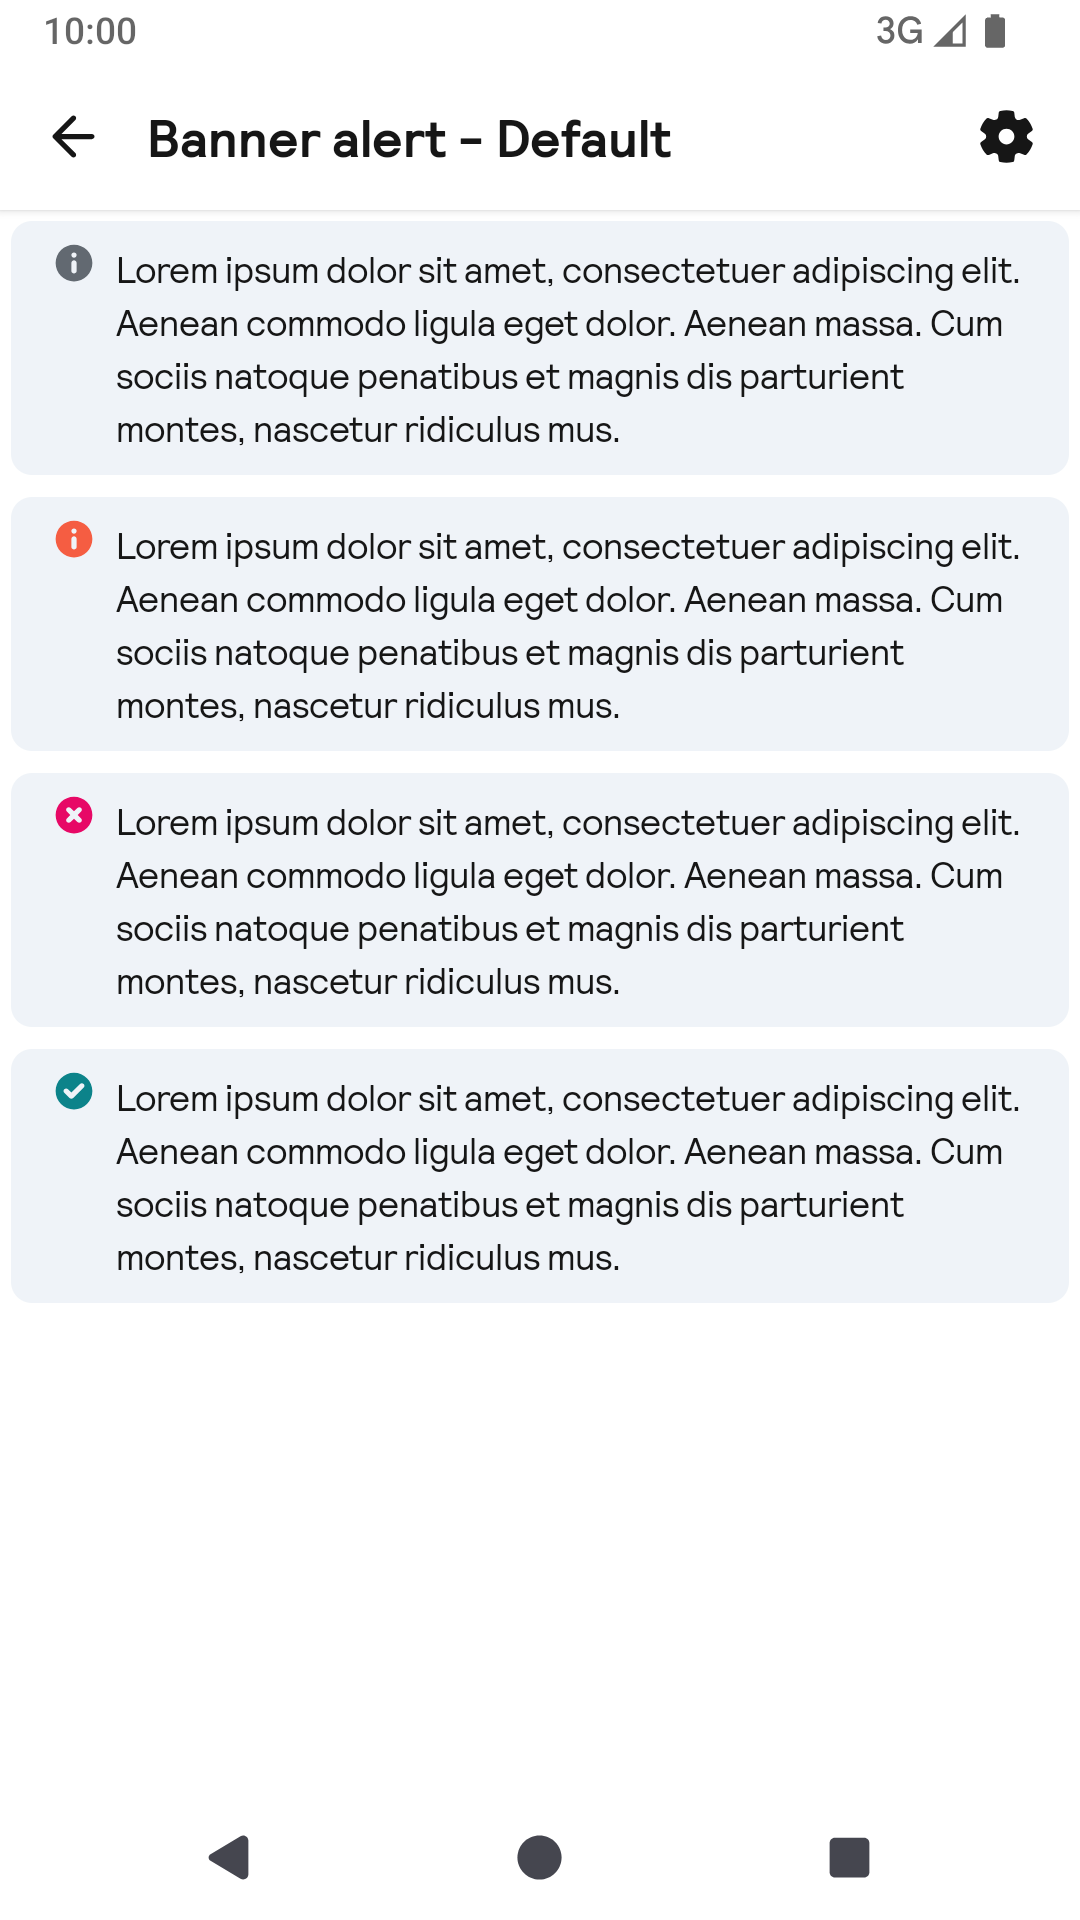 10:00
3G
Banner alert - Default
Lorem ipsum dolor sit amet, consectetuer adipiscing elit.
Aenean commodo ligula eget dolor. Aenean massa. Cum
sociis natoque penatibus et magnis dis parturient
montes, nascetur ridiculus mus.
Lorem ipsum dolor sit amet, consectetuer adipiscing elit.
Aenean commodo ligula eget dolor. Aenean massa. Cum
sociis natoque penatibus et magnis dis parturient
montes, nascetur ridiculus mus.
Lorem ipsum dolor sit amet, consectetuer adipiscing elit.
Aenean commodo ligula eget dolor. Aenean massa. Cum
sociis natoque penatibus et magnis dis parturient
montes, nascetur ridiculus mus.
Lorem ipsum dolor sit amet, consectetuer adipiscing elit.
Aenean commodo ligula eget dolor. Aenean massa. Cum
sociis natoque penatibus et magnis dis parturient
montes, nascetur ridiculus mus.